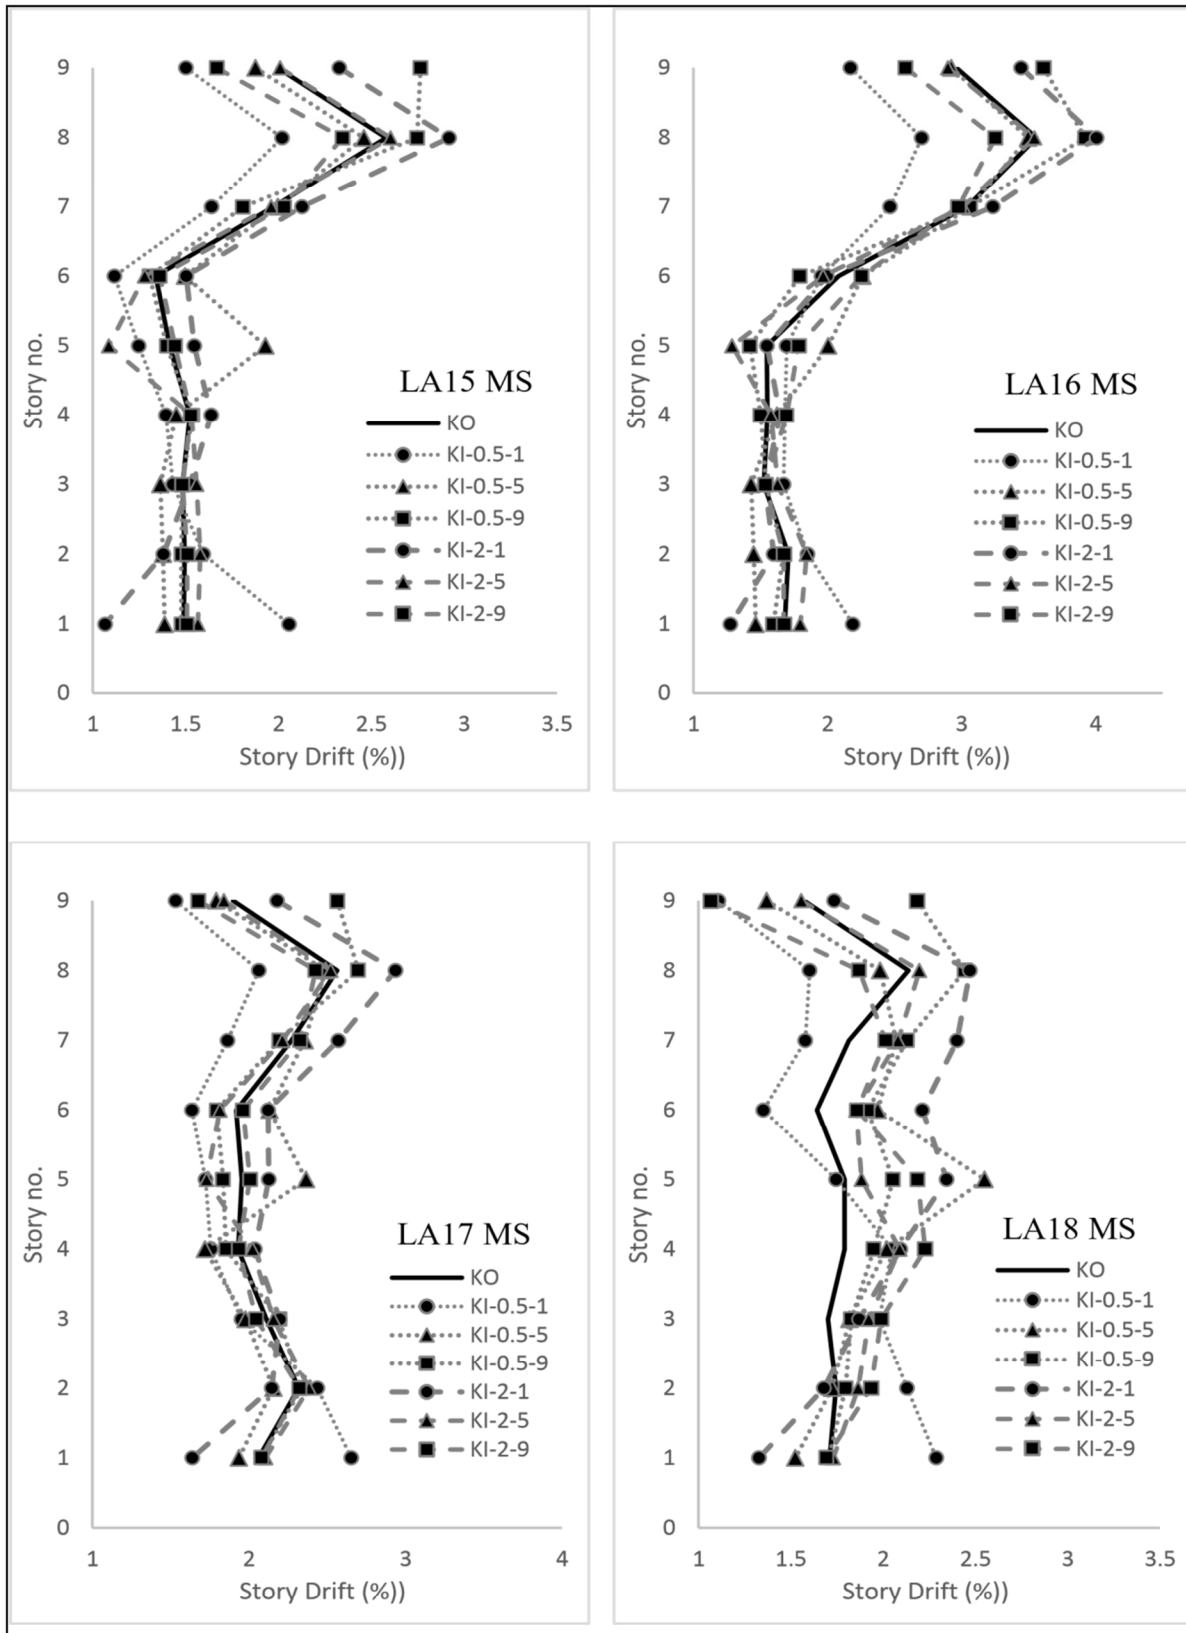 9
8
7
6
5
4
3
2
1
0
Story no.
1 1.5 2 2.5 3 3.5
Story Drift (%))
LA15 MS
KO
KI-0.5-1
KI-0.5-5
KI-0.5-9
KI-2-1
KI-2-5
KI-2-9
9
8
7
6
5
4
3
2
1
0
Story no.
1 2 3 4
Story Drift (%))
LA16 MS
KO
KI-0.5-1
KI-0.5-5
KI-0.5-9
KI-2-1
KI-2-5
KI-2-9
9
8
7
6
5
4
3
2
1
0
Story no.
1 2 3 4
Story Drift (%))
LA17 MS
KO
KI-0.5-1
KI-0.5-5
KI-0.5-9
KI-2-1
KI-2-5
KI-2-9
9
8
7
6
5
4
3
2
1
0
Story no.
1 1.5 2 2.5 3 3.5
Story Drift (%))
LA18 MS
KO
KI-0.5-1
KI-0.5-5
KI-0.5-9
KI-2-1
KI-2-5
KI-2-9